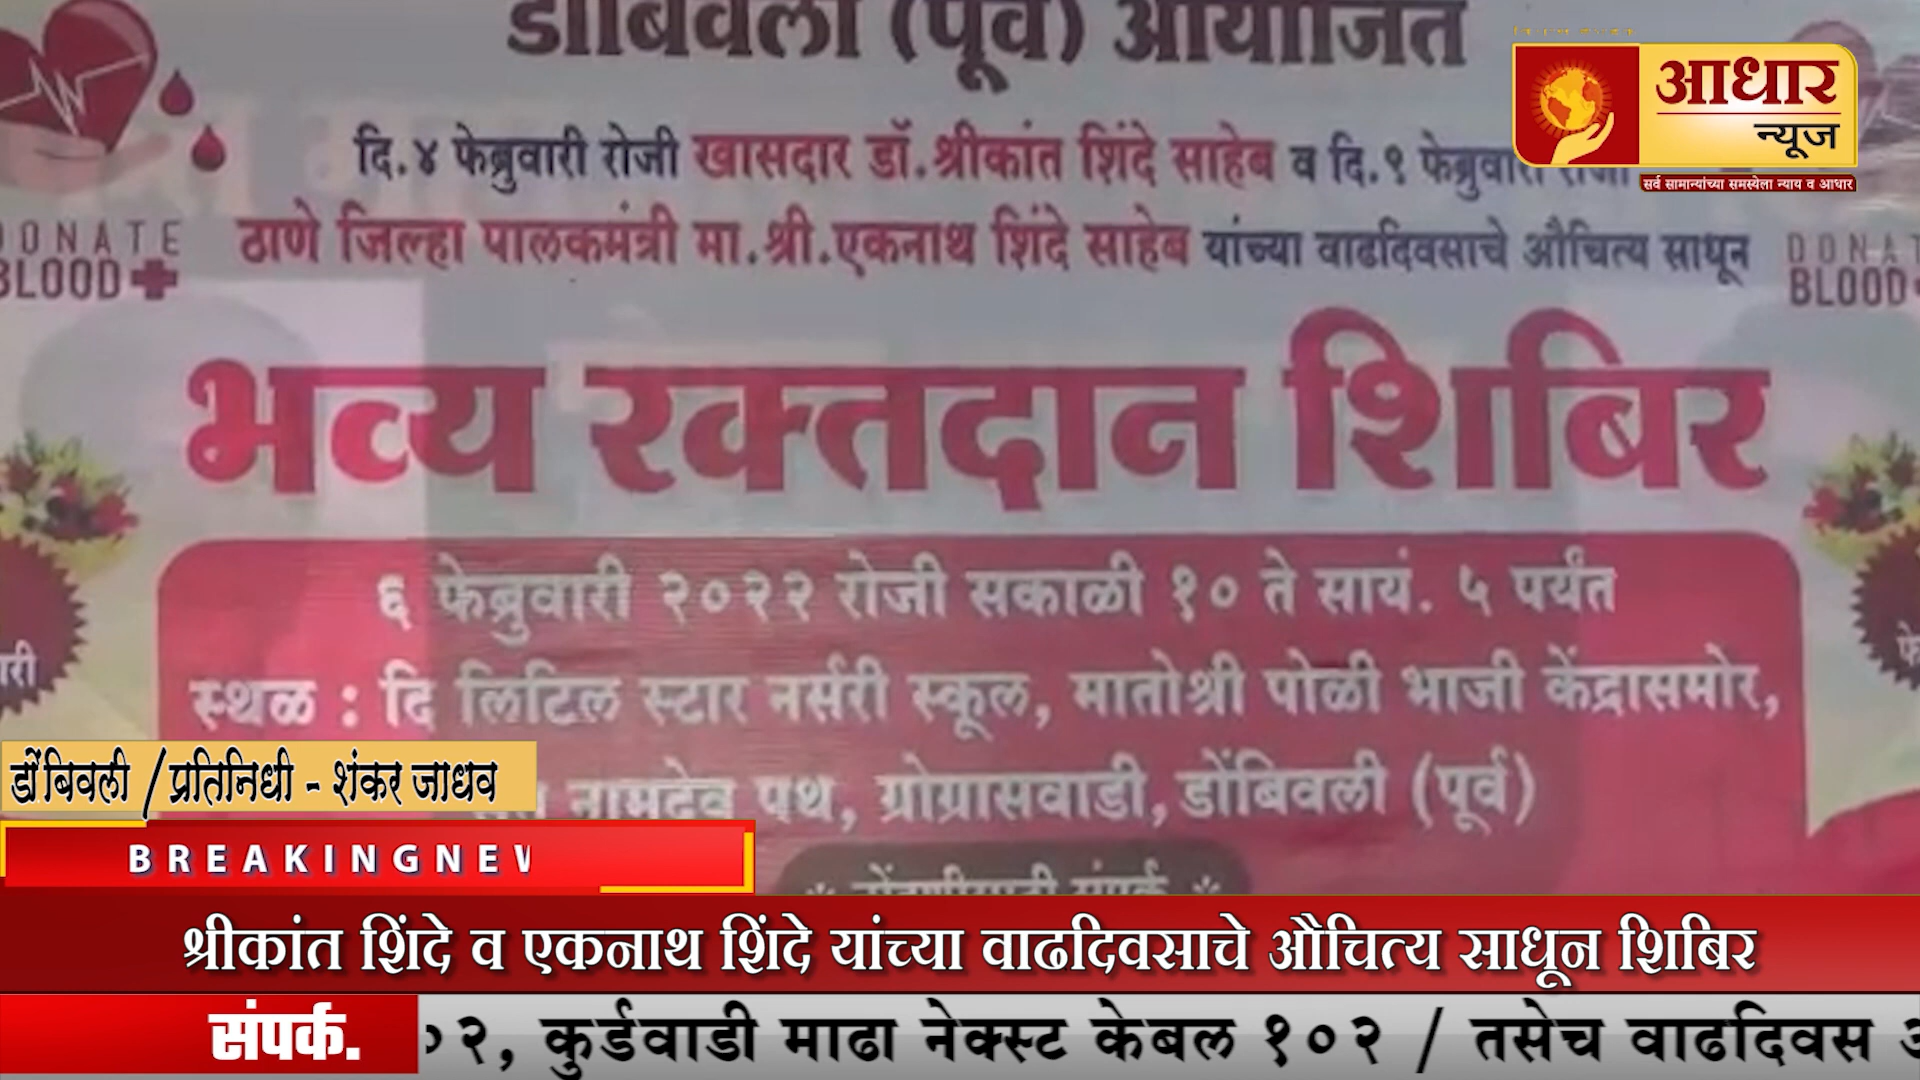 डोंबिवली (पूर्व) आयोजित
आधार
न्यूज
सर्व सामान्यांच्या समस्येला न्याय व आधार
दि.४ फेब्रुवारी रोजी खासदार डॉ.श्रीकांत शिंदे साहेब व दि.९ फेब्रुवारी रोजी
ठाणे जिल्हा पालकमंत्री मा.श्री.एकनाथ शिंदे साहेब यांच्या वाढदिवसाचे औचित्य साधून
DONATE
BLOOD
DONAT
BLOOD
भव्य रक्तदान शिबिर
६ फेब्रुवारी २०२२ रोजी सकाळी १० ते सायं. ५ पर्यंत
स्थळ : दि लिटिल स्टार नर्सरी स्कूल, मातोश्री पोळी भाजी केंद्रासमोर,
नामदेव पथ, ग्रोग्रासवाडी, डोंबिवली (पूर्व)
डोंबिवली / प्रतिनिधी - शंकर जाधव
BREAKINGNEW
श्रीकांत शिंदे व एकनाथ शिंदे यांच्या वाढदिवसाचे औचित्य साधून शिबिर
संपर्क.
०२, कुर्डवाडी माढा नेक्स्ट केबल १०२ / तसेच वाढदिवस